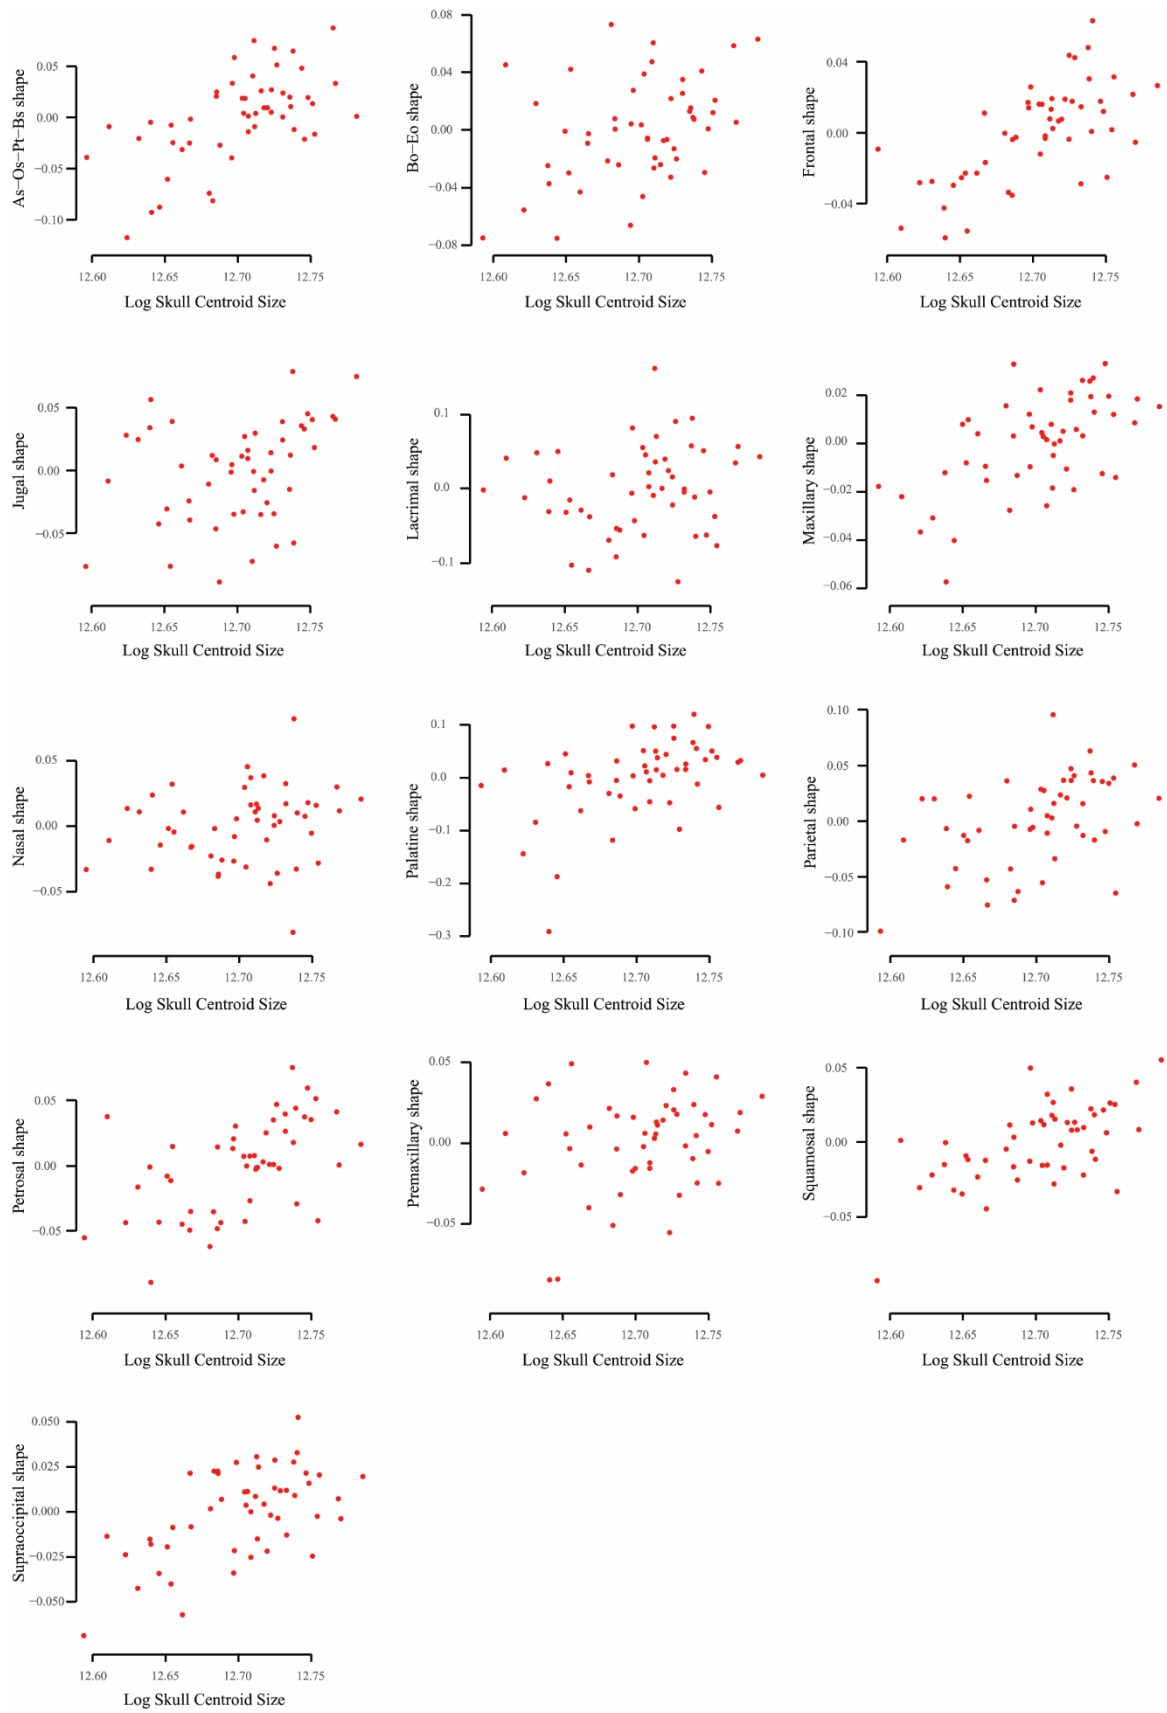 As−Os−Pt−Bs shape
0.05
0.00
−0.05
−0.10
12.60 12.65 12.70 12.75
Log Skull Centroid Size
Bo−Eo shape
0.08
0.04
0.00
−0.04
−0.08
12.60 12.65 12.70 12.75
Log Skull Centroid Size
Frontal shape
0.04
0.00
−0.04
12.60 12.65 12.70 12.75
Log Skull Centroid Size
Jugal shape
0.05
−0.00
−0.05
12.60 12.65 12.70 12.75
Log Skull Centroid Size
Lacrimal shape
0.1
0.0
−0.1
12.60 12.65 12.70 12.75
Log Skull Centroid Size
Maxillary shape
0.02
0.00
−0.02
−0.04
−0.06
12.60 12.65 12.70 12.75
Log Skull Centroid Size
Nasal shape
0.05
0.00
−0.05
12.60 12.65 12.70 12.75
Log Skull Centroid Size
Palatine shape
0.1
0.0
−0.1
−0.2
−0.3
12.60 12.65 12.70 12.75
Log Skull Centroid Size
Parietal shape
0.10
0.05
0.00
−0.05
−0.10
12.60 12.65 12.70 12.75
Log Skull Centroid Size
Petrosal shape
0.05
0.00
−0.05
12.60 12.65 12.70 12.75
Log Skull Centroid Size
Premaxillary shape
0.05
0.00
−0.05
12.60 12.65 12.70 12.75
Log Skull Centroid Size
Squamosal shape
0.05
0.00
−0.05
12.60 12.65 12.70 12.75
Log Skull Centroid Size
Supraoccipital shape
0.050
0.025
0.000
−0.025
−0.050
12.60 12.65 12.70 12.75
Log Skull Centroid Size